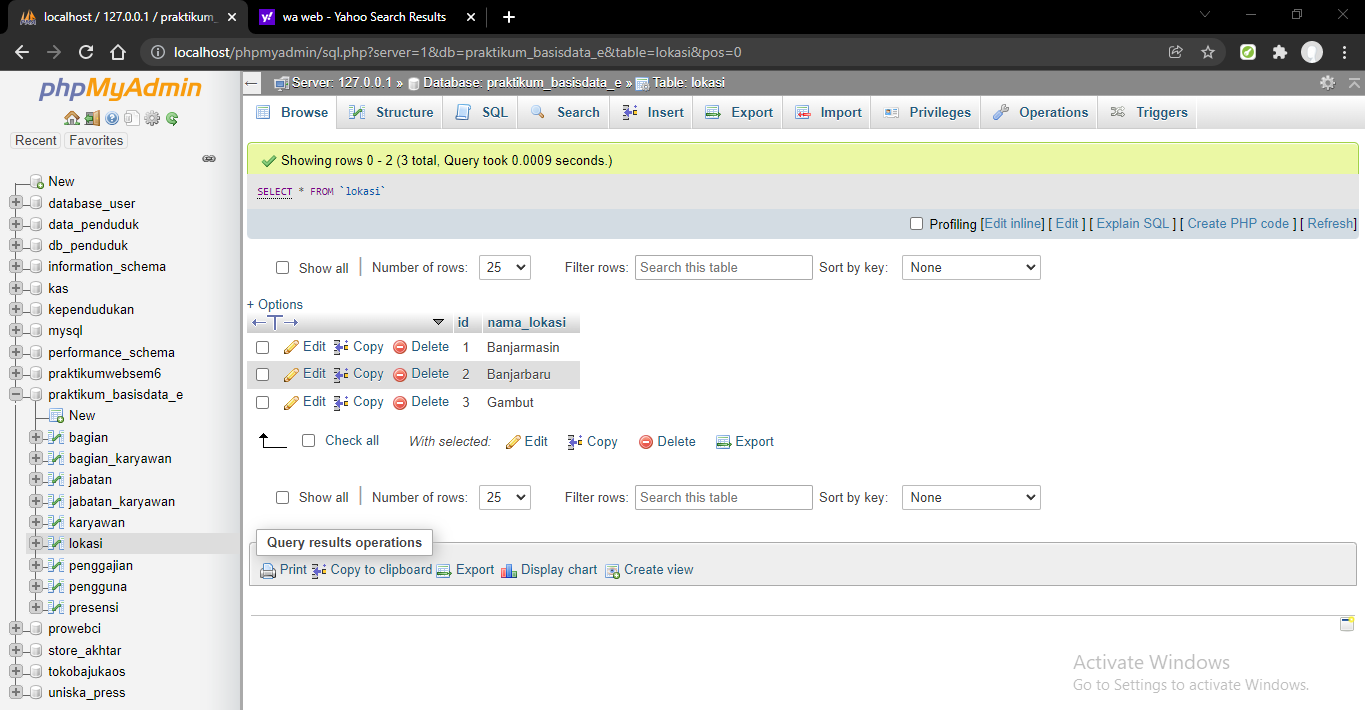 localhost / 127.0.0.1 / praktikum_
wa web - Yahoo Search Results
localhost/phpmyadmin/sql.php?server=1&db=praktikum_basisdata_e&table=lokasi&pos=0
phpMyAdmin
Recent Favorites
New
database_user
data_penduduk
db_penduduk
information_schema
kas
kependudukan
mysql
performance_schema
praktikumwebsem6
praktikum_basisdata_e
New
bagian
bagian_karyawan
jabatan
jabatan_karyawan
karyawan
lokasi
penggajian
pengguna
presensi
prowebci
store_akhtar
tokobajukaos
uniska_press
Server: 127.0.0.1 » Database: praktikum_basisdata_e » Table: lokasi
Browse Structure SQL Search Insert Export Import Privileges Operations Triggers
Showing rows 0 - 2 (3 total, Query took 0.0009 seconds.)
SELECT * FROM `lokasi`
Profiling [Edit inline] [ Edit ] [ Explain SQL ] [ Create PHP code ] [ Refresh]
Show all | Number of rows: 25 Filter rows: Search this table Sort by key: None
+ Options
←T→ id nama_lokasi
Edit Copy Delete 1 Banjarmasin
Edit Copy Delete 2 Banjarbaru
Edit Copy Delete 3 Gambut
Check all With selected: Edit Copy Delete Export
Show all | Number of rows: 25 Filter rows: Search this table Sort by key: None
Query results operations
Print Copy to clipboard Export Display chart Create view
Activate Windows
Go to Settings to activate Windows.